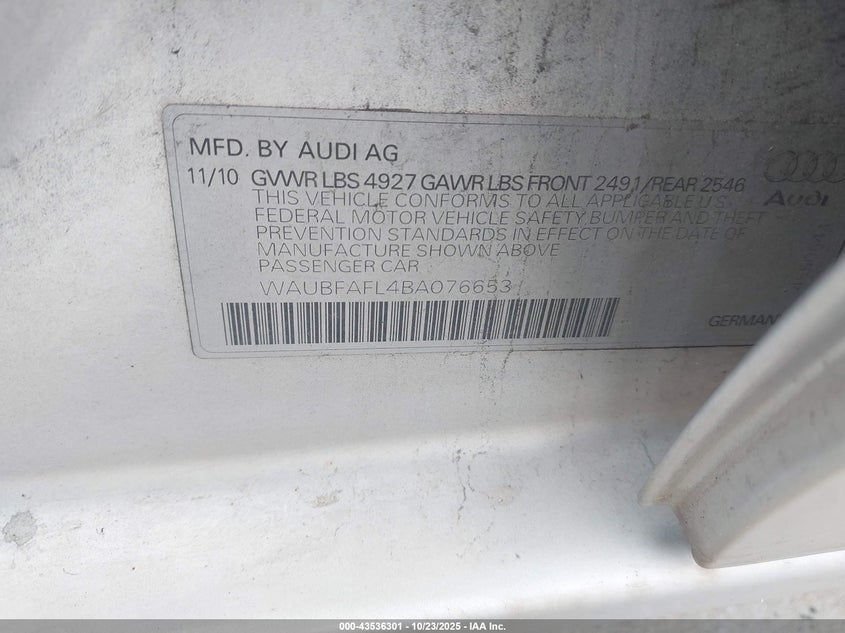 MFD. BY AUDI AG
11/10 GVWR LBS 4927 GAWR LBS FRONT 2491/REAR 2546
THIS VEHICLE CONFORMS TO ALL APPLICABLE U.S.
FEDERAL MOTOR VEHICLE SAFETY BUMPER AND THEFT
PREVENTION STANDARDS IN EFFECT ON THE DATE OF
MANUFACTURE SHOWN ABOVE
PASSENGER CAR
WAUBFAFL4BA076653
Audi
GERMANY
000-43536301 - 10/23/2025 - IAA Inc.